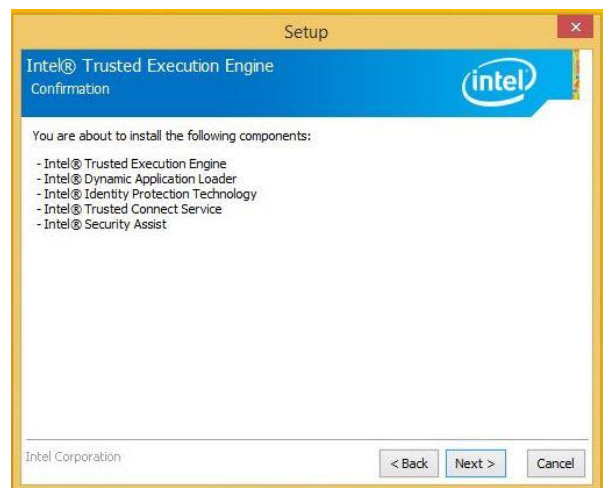 Setup
Intel® Trusted Execution Engine
Confirmation
intel
You are about to install the following components:
- Intel® Trusted Execution Engine
- Intel® Dynamic Application Loader
- Intel® Identity Protection Technology
- Intel® Trusted Connect Service
- Intel® Security Assist
Intel Corporation
< Back Next > Cancel